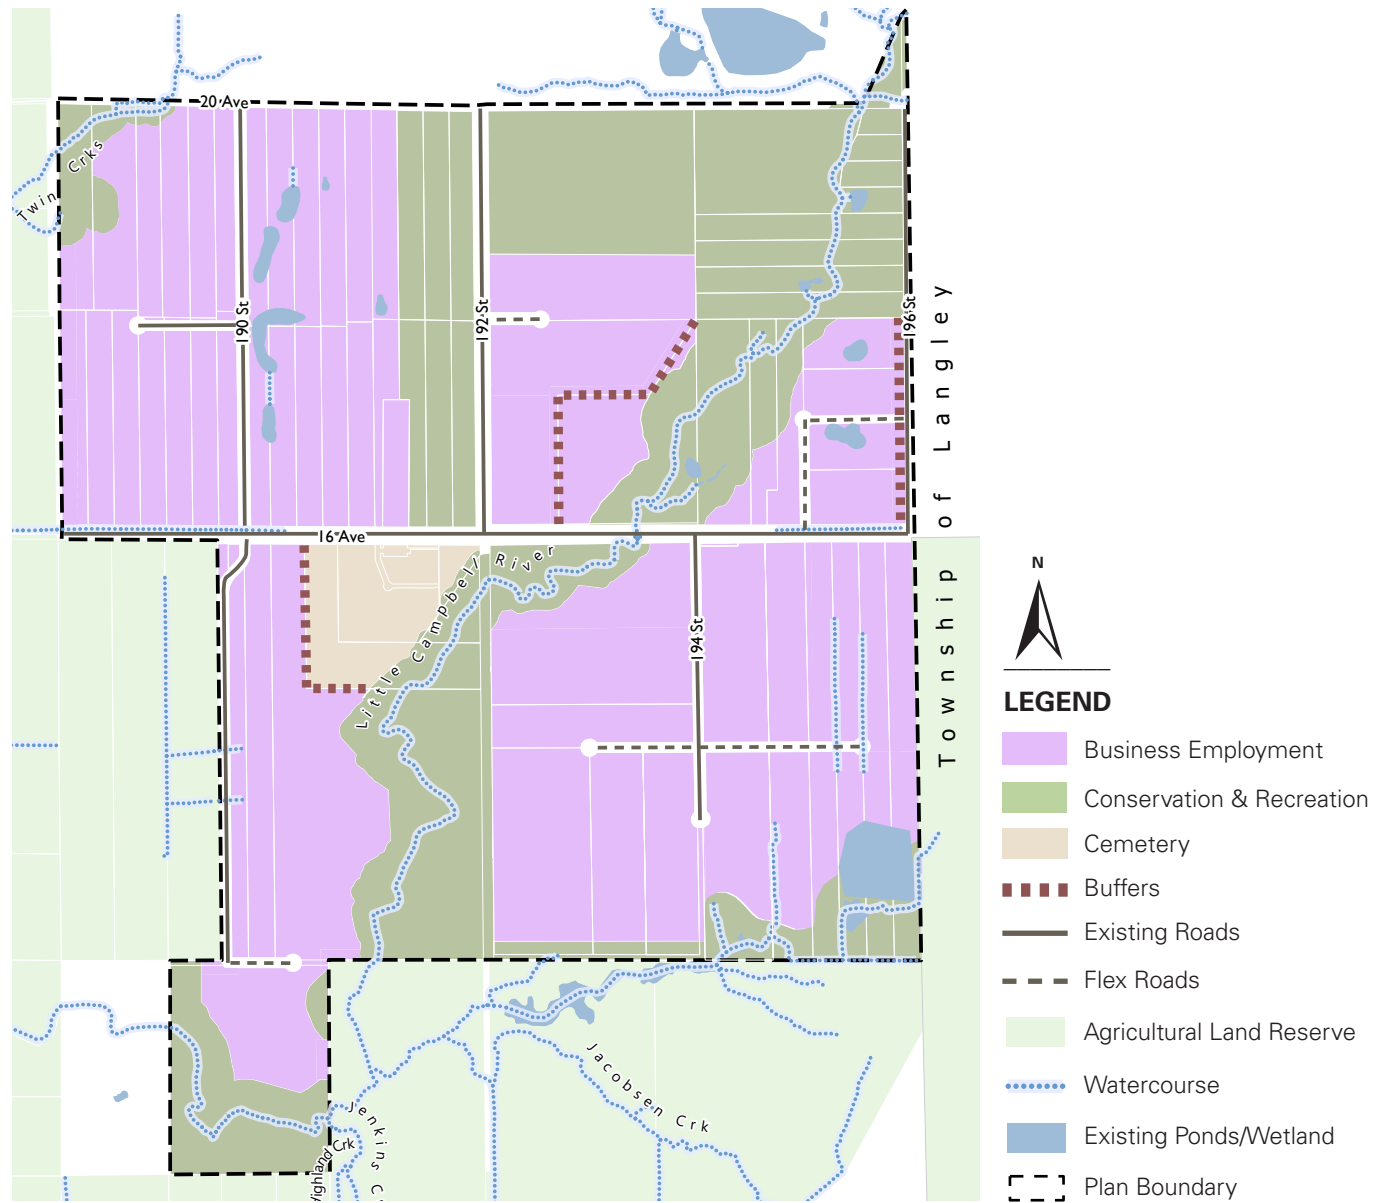 20 Ave
Twin Crks
190 St
192 St
196 St
Township of Langley
16 Ave
Little Campbell River
194 St
Jacobsen Crk
Jenkins C
Highland Crk
N
LEGEND
Business Employment
Conservation & Recreation
Cemetery
Buffers
Existing Roads
Flex Roads
Agricultural Land Reserve
Watercourse
Existing Ponds/Wetland
Plan Boundary